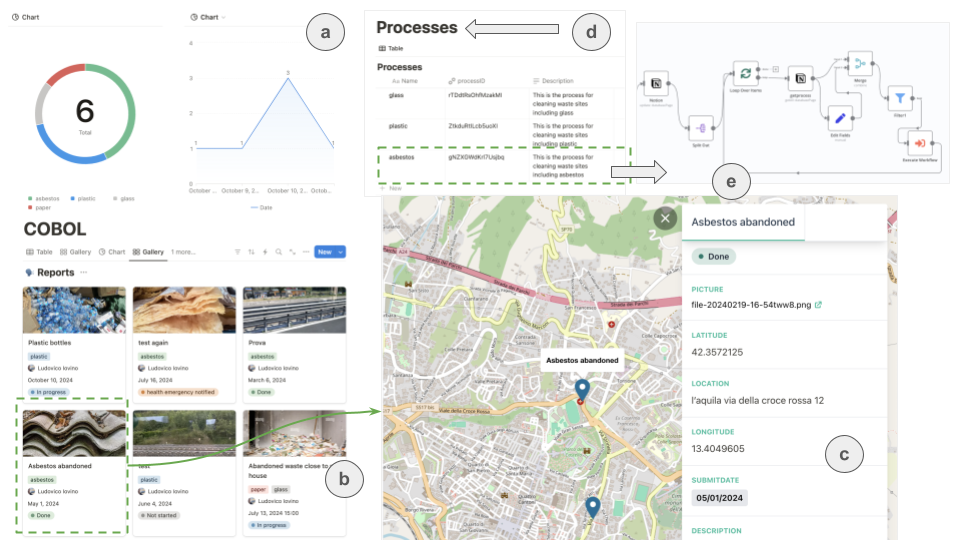 Chart
6
Total
asbestos
plastic
glass
paper
Chart
4
3
2
1
0
3
1
1
1
October ...
October 9, 2...
October 10, 2...
Octob...
Date
a
COBOL
Table
Gallery
Chart
Gallery
1 more...
New
Reports
Plastic bottles
plastic
Ludovico Iovino
October 10, 2024
In progress
test again
asbestos
Ludovico Iovino
July 16, 2024
health emergency notified
Prova
asbestos
Ludovico Iovino
March 6, 2024
Done
Asbestos abandoned
asbestos
Ludovico Iovino
May 1, 2024
Done
plastic
Ludovico Iovino
June 4, 2024
Not started
Abandoned waste close to
house
paper
glass
Ludovico Iovino
July 13, 2024 15:00
In progress
b
Processes
d
Table
Processes
Name
processID
Description
glass
This is the process for
cleaning waste sites
including glass
plastic
This is the process for
cleaning waste sites
including plastic
asbestos
This is the process for
cleaning waste sites
including asbestos
New
Notion
Split Out
Loop Over Items
getprocess
Merge
Edit Fields
Filter1
Execute Workflow
e
Asbestos abandoned
Viale della Croce Rossa
Asbestos abandoned
Done
PICTURE
file-20240219-16-54tww8.png
LATITUDE
42.3572125
LOCATION
l'aquila via della croce rossa 12
LONGITUDE
13.4049605
SUBMITDATE
05/01/2024
DESCRIPTION
c